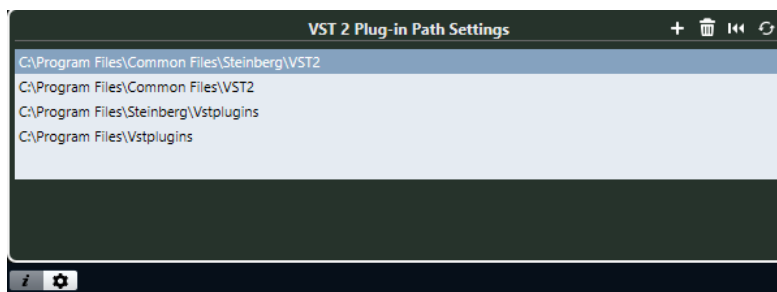 VST 2 Plug-in Path Settings
C:\Program Files\Common Files\Steinberg\VST2
C:\Program Files\Common Files\VST2
C:\Program Files\Steinberg\Vstplugins
C:\Program Files\Vstplugins
i